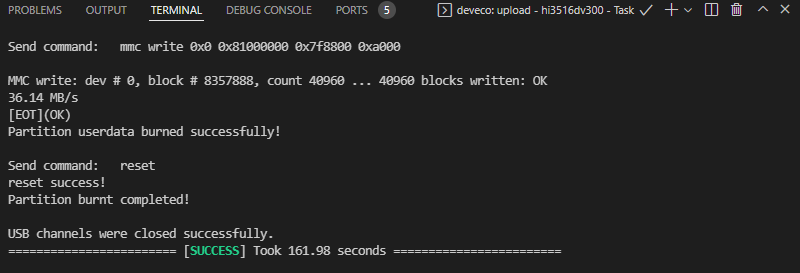 PROBLEMS OUTPUT TERMINAL DEBUG CONSOLE PORTS 5 deveco: upload - hi3516dv300 - Task
Send command:   mmc write 0x0 0x81000000 0x7f8800 0xa000
MMC write: dev # 0, block # 8357888, count 40960 ... 40960 blocks written: OK
36.14 MB/s
[EOT](OK)
Partition userdata burned successfully!
Send command:   reset
reset success!
Partition burnt completed!
USB channels were closed successfully.
======================== [SUCCESS] Took 161.98 seconds ========================